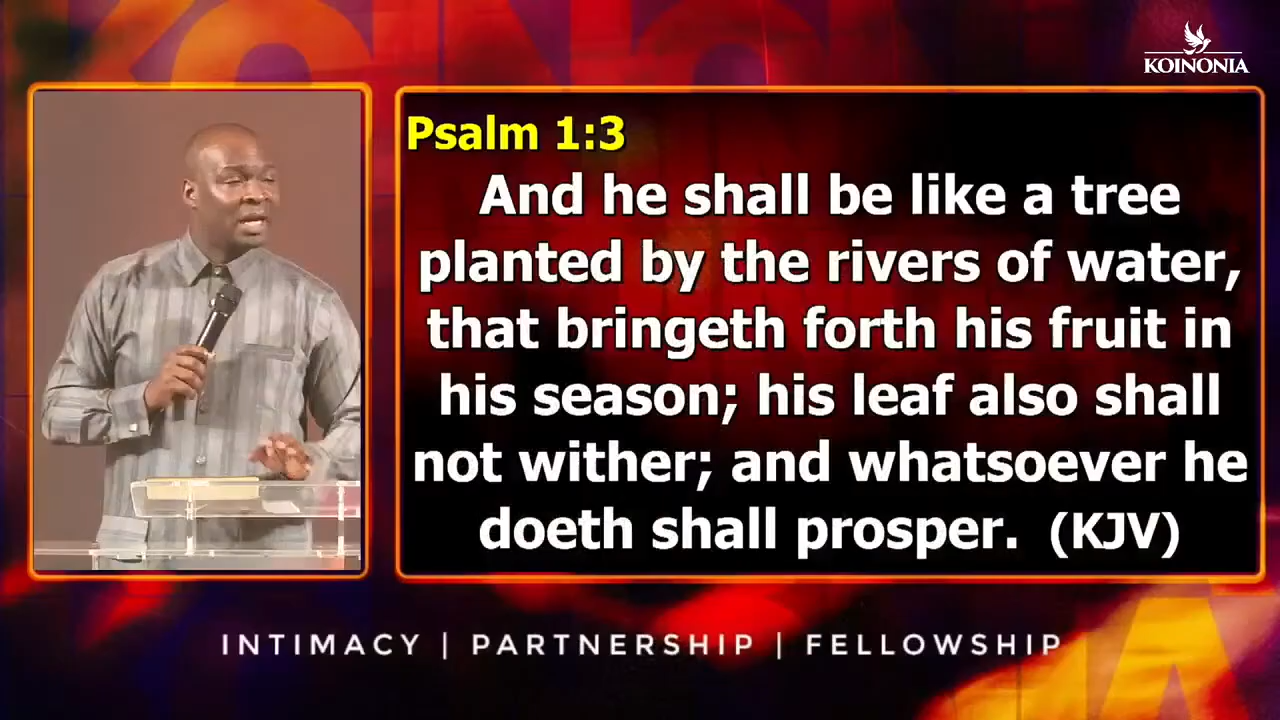 KOINONIA
Psalm 1:3
And he shall be like a tree
planted by the rivers of water,
that bringeth forth his fruit in
his season; his leaf also shall
not wither; and whatsoever he
doeth shall prosper. (KJV)
INTIMACY | PARTNERSHIP | FELLOWSHIP